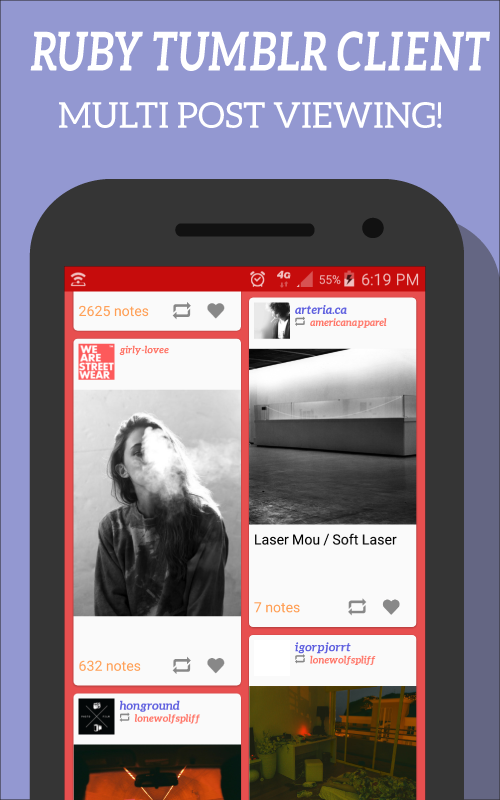 RUBY TUMBLR CLIENT
MULTI POST VIEWING!
4G
55%
6:19 PM
2625 notes
WE
ARE
STREET
WEAR
girly-lovee
632 notes
honground
lonewolfspliff
arteria.ca
americanapparel
Laser Mou / Soft Laser
7 notes
igorpjorrt
lonewolfspliff